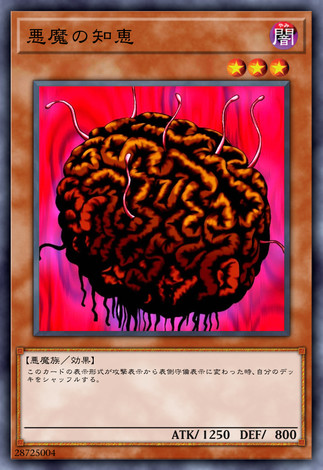 悪魔の知恵
やみ
闇
【悪魔族／効果】
このカードの表示形式が攻撃表示から表側守備表示に変わった時、自分のデッ
キをシャッフルする。
ATK/ 1250 DEF/ 800
28725004